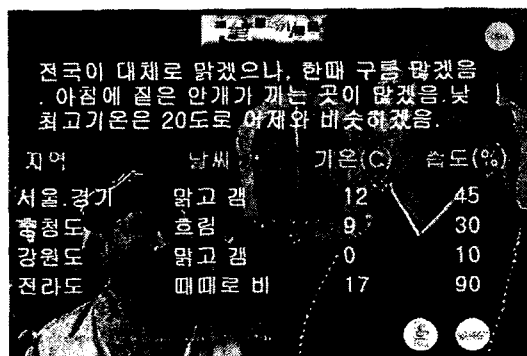 전국이 대체로 맑겠으나, 한때 구름 많겠음
. 아침에 짙은 안개가 끼는 곳이 많겠음.낮
최고기온은 20도로 어제와 비슷하겠음.
지역 날씨 기온(C) 습도(%)
서울.경기 맑고 갬 12 45
충청도 흐림 9 30
강원도 맑고 갬 0 10
전라도 때때로 비 17 90
홈